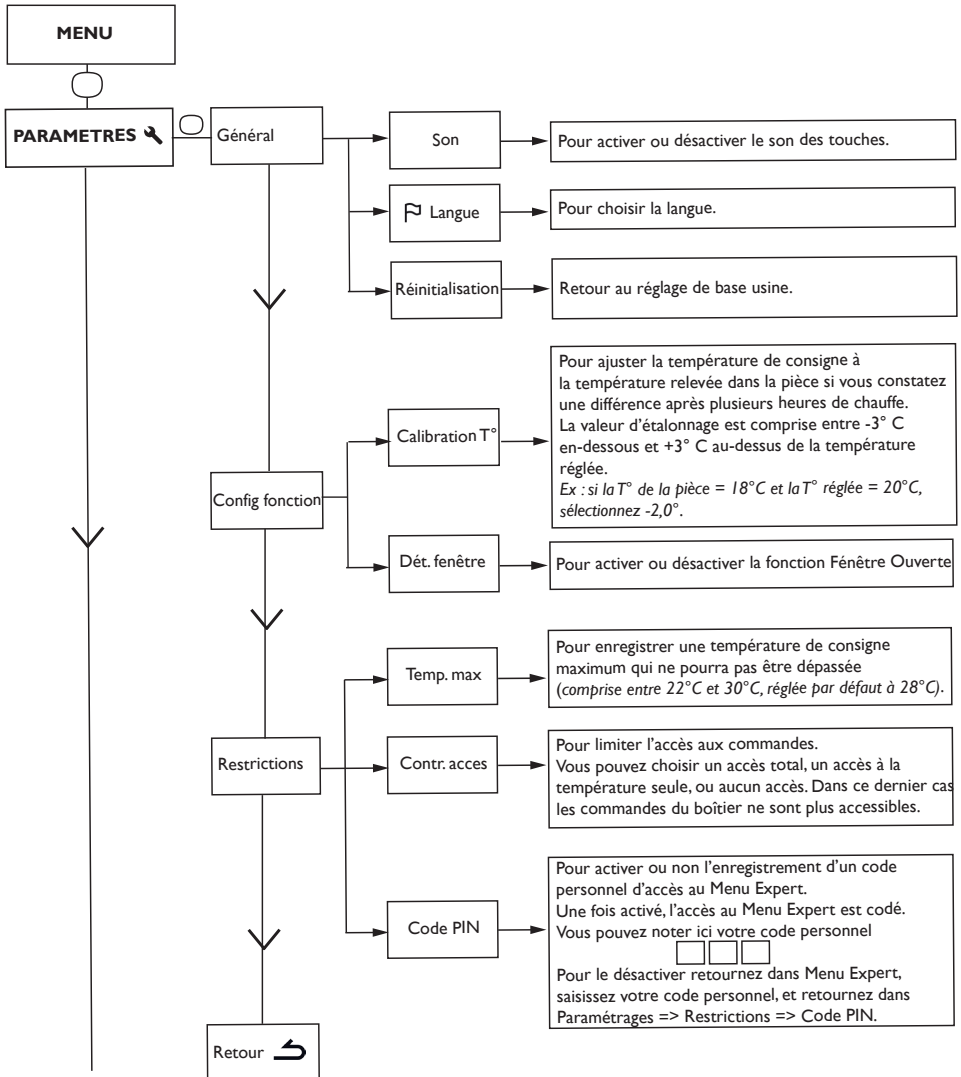 MENU
PARAMETRES
Général
Son
Pour activer ou désactiver le son des touches.
Langue
Pour choisir la langue.
Réinitialisation
Retour au réglage de base usine.
Config fonction
Calibration T°
Pour ajuster la température de consigne à
la température relevée dans la pièce si vous constatez
une différence après plusieurs heures de chauffe.
La valeur d'étalonnage est comprise entre -3° C
en-dessous et +3° C au-dessus de la température
réglée.
Ex : si la T° de la pièce = 18°C et la T° réglée = 20°C,
sélectionnez -2,0°.
Dét. fenêtre
Pour activer ou désactiver la fonction Fénêtre Ouverte
Restrictions
Temp. max
Pour enregistrer une température de consigne
maximum qui ne pourra pas être dépassée
(comprise entre 22°C et 30°C, réglée par défaut à 28°C).
Contr. acces
Pour limiter l'accès aux commandes.
Vous pouvez choisir un accès total, un accès à la
température seule, ou aucun accès. Dans ce dernier cas
les commandes du boîtier ne sont plus accessibles.
Code PIN
Pour activer ou non l'enregistrement d'un code
personnel d'accès au Menu Expert.
Une fois activé, l'accès au Menu Expert est codé.
Vous pouvez noter ici votre code personnel
Pour le désactiver retournez dans Menu Expert,
saisissez votre code personnel, et retournez dans
Paramétrages => Restrictions => Code PIN.
Retour